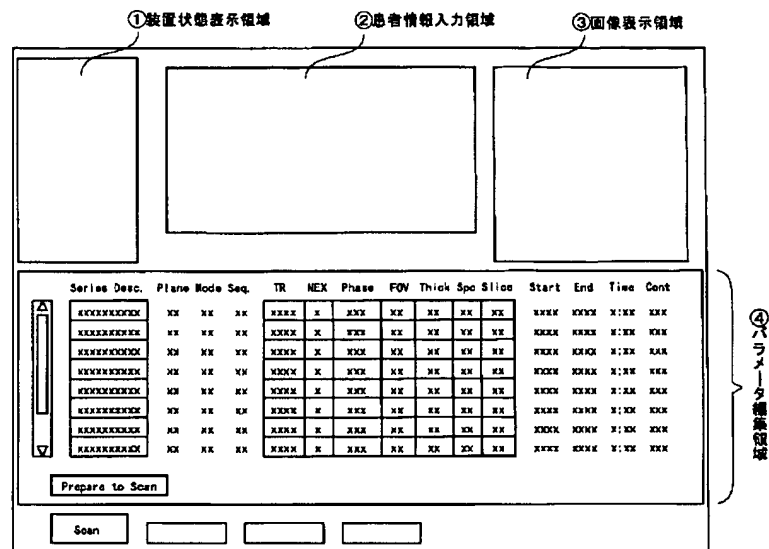 ①装置状態表示領域 ②患者情報入力領域 ③画像表示領域
Series Desc. Plane Mode Seq. TR NEX Phase FOV Thick Spc Slice Start End Time Cont
xxxxxxxxxx xx xx xx xxxx x xxx xx xx xx xx xxxx xxxx x:xx xxx
xxxxxxxxxx xx xx xx xxxx x xxx xx xx xx xx xxxx xxxx x:xx xxx
xxxxxxxxxx xx xx xx xxxx x xxx xx xx xx xx xxxx xxxx x:xx xxx
xxxxxxxxxx xx xx xx xxxx x xxx xx xx xx xx xxxx xxxx x:xx xxx
xxxxxxxxxx xx xx xx xxxx x xxx xx xx xx xx xxxx xxxx x:xx xxx
xxxxxxxxxx xx xx xx xxxx x xxx xx xx xx xx xxxx xxxx x:xx xxx
xxxxxxxxxx xx xx xx xxxx x xxx xx xx xx xx xxxx xxxx x:xx xxx
xxxxxxxxxx xx xx xx xxxx x xxx xx xx xx xx xxxx xxxx x:xx xxx
④パラメータ編集領域
Prepare to Scan
Scan